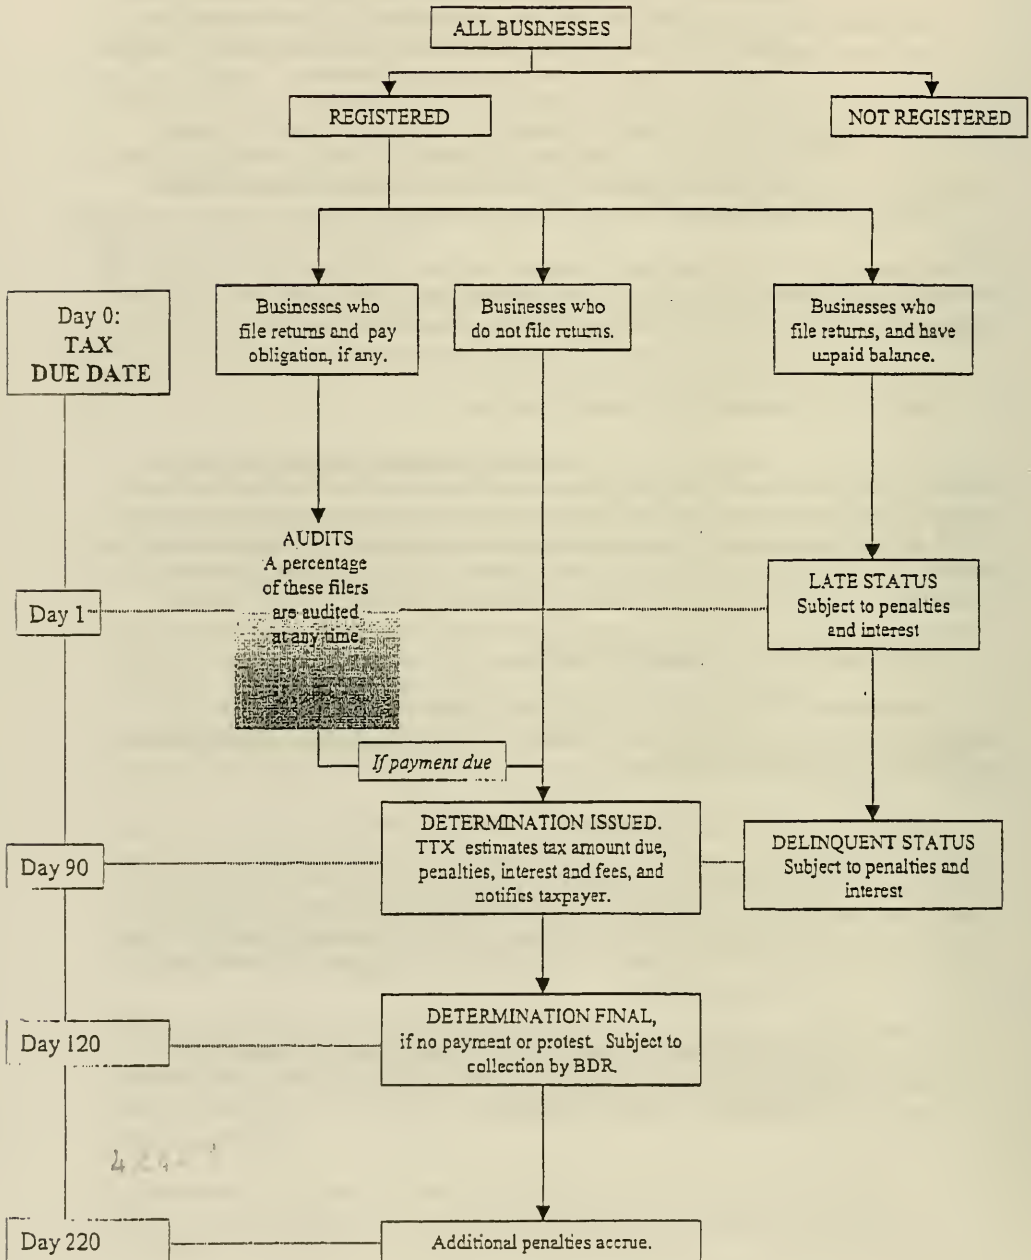 ALL BUSINESSES
REGISTERED
NOT REGISTERED
Day 0:
TAX
DUE DATE
Businesses who
file returns and pay
obligation, if any.
Businesses who
do not file returns.
Businesses who
file returns, and have
unpaid balance.
AUDITS
A percentage
of these filers
are audited
at any time.
Day 1
LATE STATUS
Subject to penalties
and interest
If payment due
DETERMINATION ISSUED.
TTX estimates tax amount due,
penalties, interest and fees, and
notifies taxpayer.
DELINQUENT STATUS
Subject to penalties and
interest
Day 90
DETERMINATION FINAL,
if no payment or protest. Subject to
collection by BDR.
Day 120
Day 220
Additional penalties accrue.